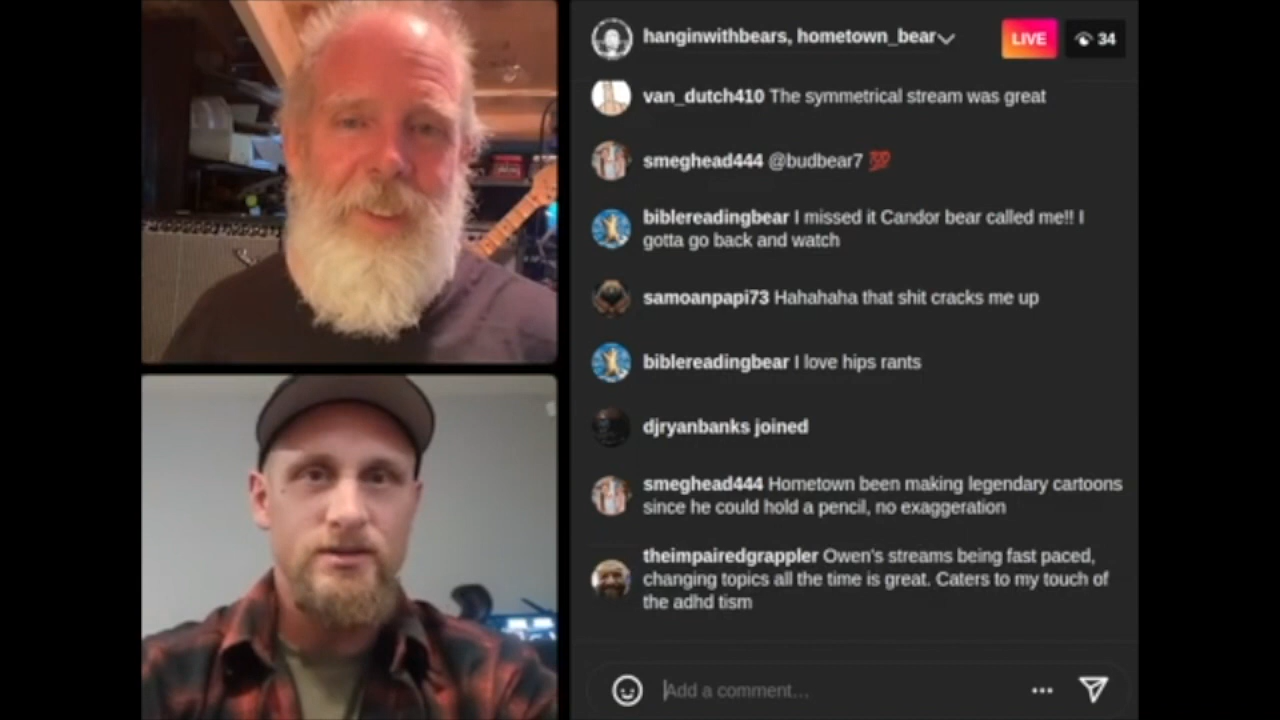 hanginwithbears, hometown_bear
LIVE
34
van_dutch410 The symmetrical stream was great
smeghead444 @budbear7 💯
biblereadingbear I missed it Candor bear called me!! I
gotta go back and watch
samoanpapi73 Hahahaha that shit cracks me up
biblereadingbear I love hips rants
djryanbanks joined
smeghead444 Hometown been making legendary cartoons
since he could hold a pencil, no exaggeration
theimpairedgrappler Owen's streams being fast paced,
changing topics all the time is great. Caters to my touch of
the adhd tism
Add a comment…